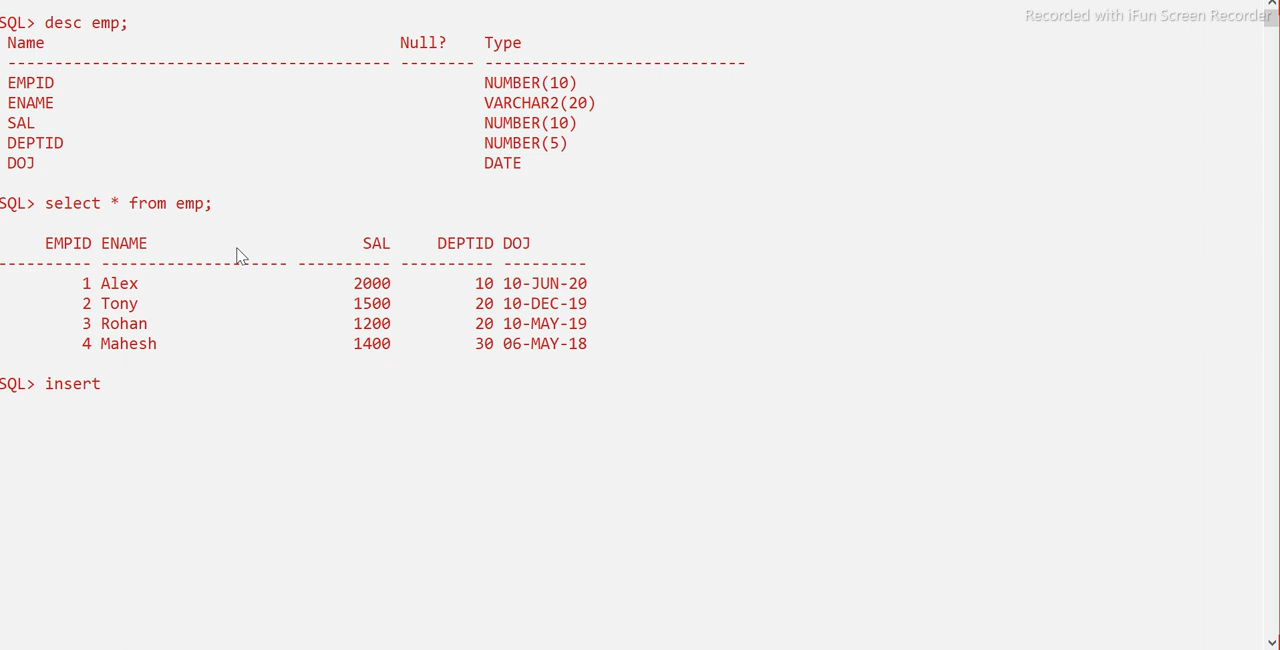 Recorded with iFun Screen Recorder
SQL> desc emp;
Name                                      Null?    Type
----------------------------------------- -------- ----------------------------
EMPID                                              NUMBER(10)
ENAME                                              VARCHAR2(20)
SAL                                                NUMBER(10)
DEPTID                                             NUMBER(5)
DOJ                                                DATE
SQL> select * from emp;
EMPID ENAME                       SAL     DEPTID DOJ
---------- -------------------- ---------- ---------- ---------
1 Alex                       2000         10 10-JUN-20
2 Tony                       1500         20 10-DEC-19
3 Rohan                      1200         20 10-MAY-19
4 Mahesh                     1400         30 06-MAY-18
SQL> insert